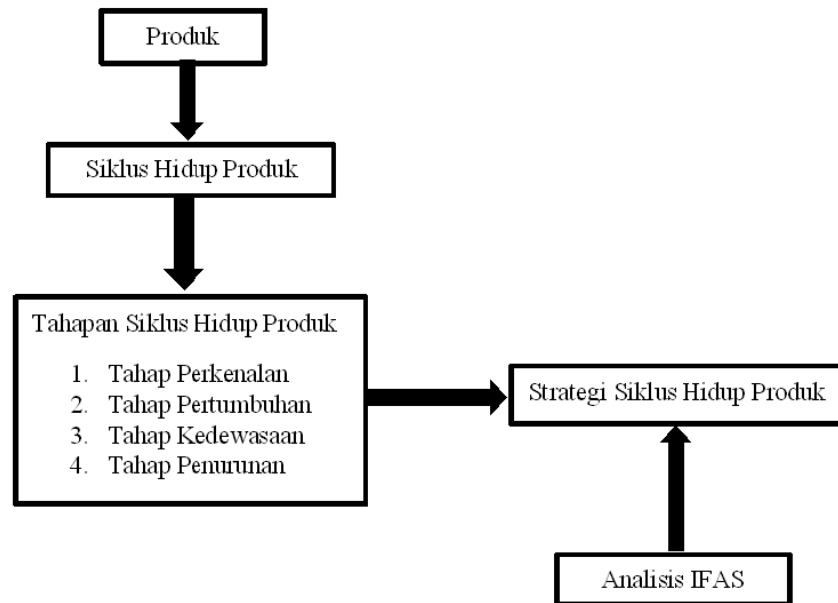 Produk
Siklus Hidup Produk
Tahapan Siklus Hidup Produk
1. Tahap Perkenalan
2. Tahap Pertumbuhan
3. Tahap Kedewasaan
4. Tahap Penurunan
Strategi Siklus Hidup Produk
Analisis IFAS